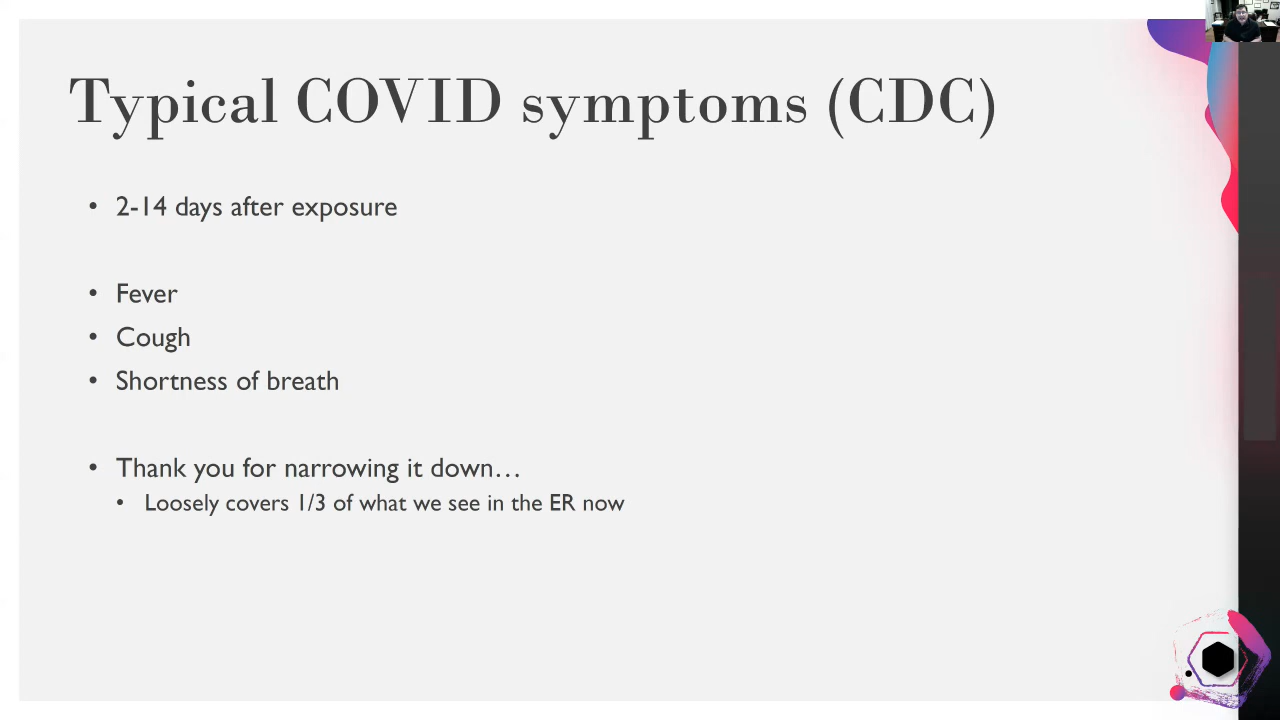 Typical COVID symptoms (CDC)
• 2-14 days after exposure
• Fever
• Cough
• Shortness of breath
• Thank you for narrowing it down…
• Loosely covers 1/3 of what we see in the ER now